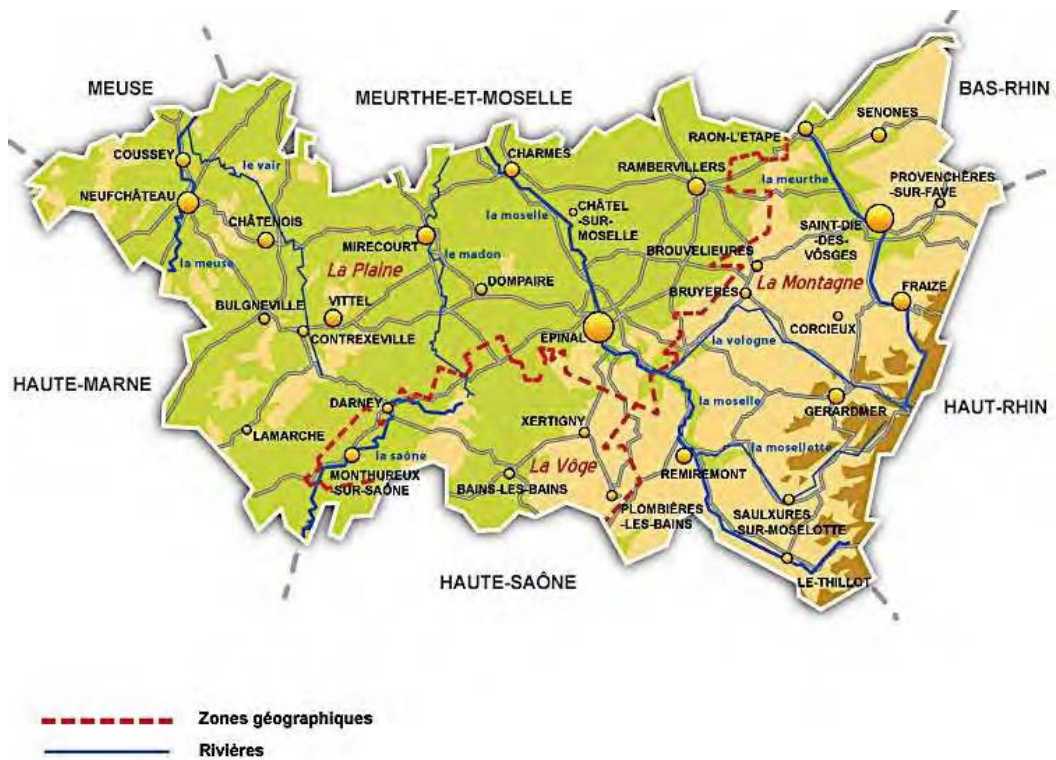 MEUSE
MEURTHE-ET-MOSELLE
BAS-RHIN
HAUTE-MARNE
HAUT-RHIN
HAUTE-SAÔNE
COUSSEY
le vair
NEUFCHÂTEAU
CHÂTENOIS
la meuse
BULGNEVILLE
VITTEL
CONTREXEVILLE
La Plaine
MIRECOURT
le madon
DOMPAIRE
CHARMES
la moselle
CHÂTEL
-SUR-
MOSELLE
RAMBERVILLERS
RAON-L'ETAPE
SENONES
la meurthe
PROVENCHÈRES
-SUR-FAVE
SAINT-DIE
-DES-
VÔSGES
BROUVELIEURES
La Montagne
BRUYERES
FRAIZE
CORCIEUX
EPINAL
la vologne
la moselle
GERARDMER
DARNEY
LAMARCHE
la saône
MONTHUREUX
-SUR-SAÔNE
XERTIGNY
La Vôge
BAINS-LES-BAINS
PLOMBIÈRES
-LES-BAINS
REMIREMONT
la mosellotte
SAULXURES
-SUR-MOSELOTTE
LE-THILLOT
Zones géographiques
Rivières